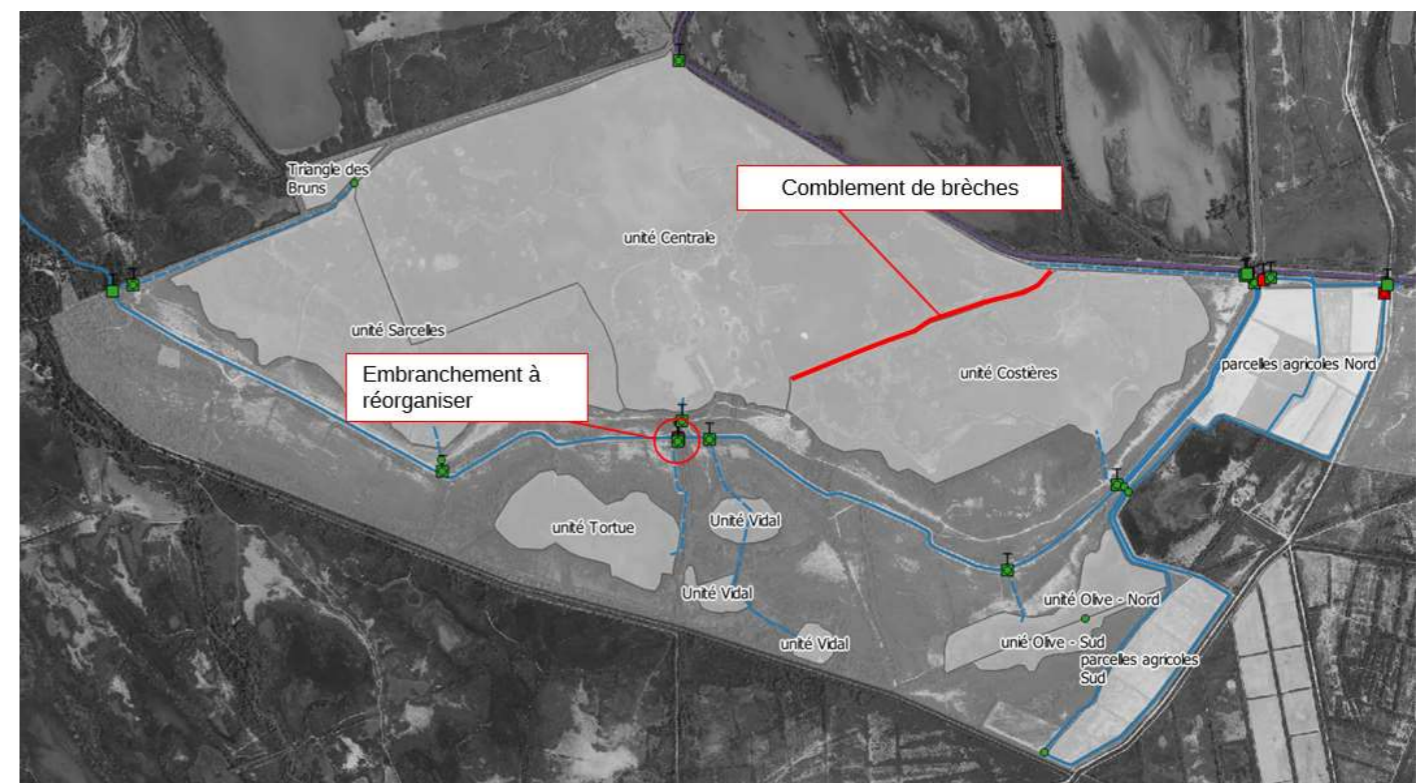 Triangle des
Bruns
Comblement de brèches
unité Centrale
unité Sarcelles
Embranchement à
réorganiser
unité Costières
parcelles agricoles Nord
unité Tortue
Unité Vidal
Unité Vidal
unité Vidal
unité Olive - Nord
unié Olive - Sud
parcelles agricoles
Sud